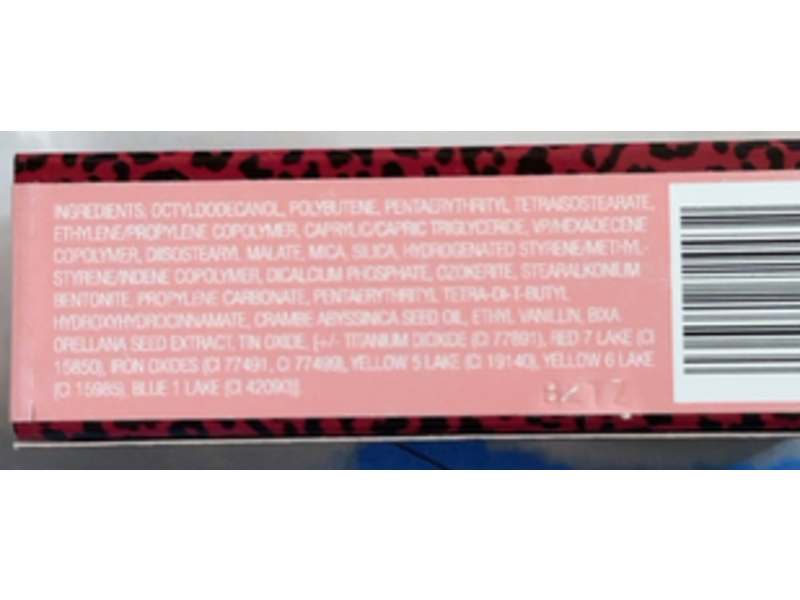 INGREDIENTS: OCTYLDODECANOL, POLYBUTENE, PENTAERYTHRITYL TETRAISOSTEARATE,
ETHYLENE/PROPYLENE COPOLYMER, CAPRYLIC/CAPRIC TRIGLYCERIDE, VP/HEXADECENE
COPOLYMER, DIISOSTEARYL MALATE, MICA, SILICA, HYDROGENATED STYRENE/METHYL-
STYRENE/INDENE COPOLYMER, DICALCIUM PHOSPHATE, OZOKERITE, STEARALKONIUM
BENTONITE, PROPYLENE CARBONATE, PENTAERYTHRITYL TETRA-DI-T-BUTYL
HYDROXYHYDROCINNAMATE, CRAMBE ABYSSINICA SEED OIL, ETHYL VANILLIN, BIXA
ORELLANA SEED EXTRACT, TIN OXIDE. [+/- TITANIUM DIOXIDE (CI 77891), RED 7 LAKE (CI
15850), IRON OXIDES (CI 77491, CI 77499), YELLOW 5 LAKE (CI 19140), YELLOW 6 LAKE
(CI 15985), BLUE 1 LAKE (CI 42090)].